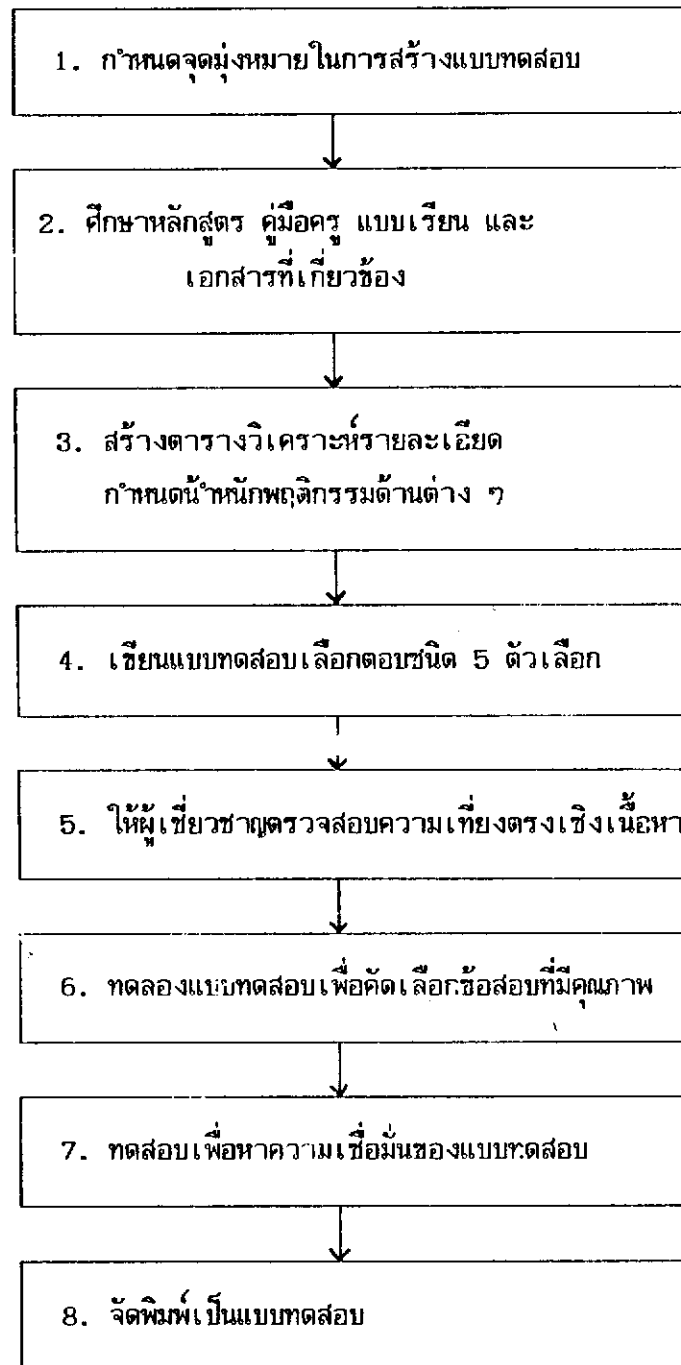 1. กำหนดจุดมุ่งหมายในการสร้างแบบทดสอบ
2. ศึกษาหลักสูตร คู่มือครู แบบเรียน และ
เอกสารที่เกี่ยวข้อง
3. สร้างตารางวิเคราะห์รายละเอียด
กำหนดน้ำหนักพฤติกรรมด้านต่าง ๆ
4. เขียนแบบทดสอบเลือกตอบชนิด 5 ตัวเลือก
5. ให้ผู้เชี่ยวชาญตรวจสอบความเที่ยงตรงเชิงเนื้อหา
6. ทดลองแบบทดสอบเพื่อคัดเลือกข้อสอบที่มีคุณภาพ
7. ทดสอบเพื่อหาความเชื่อมั่นของแบบทดสอบ
8. จัดพิมพ์เป็นแบบทดสอบ